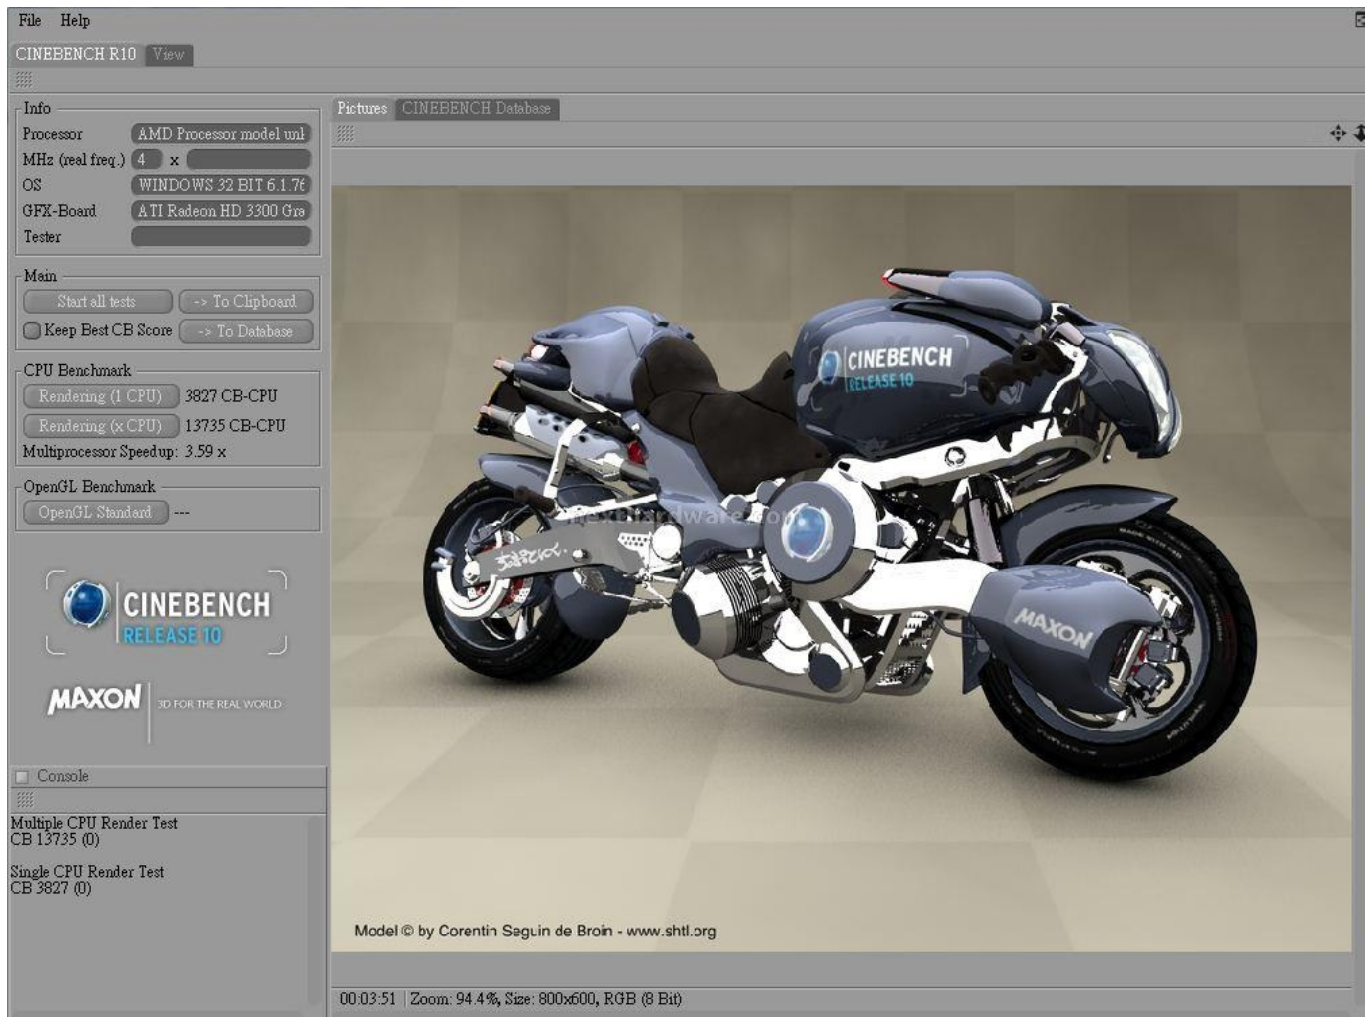 File Help
CINEBENCH R10 View
Info
Processor AMD Processor model unk
MHz (real freq.) 4 x
OS WINDOWS 32 BIT 6.1.76
GFX-Board ATI Radeon HD 3300 Gra
Tester
Main
Start all tests -> To Clipboard
Keep Best CB Score -> To Database
CPU Benchmark
Rendering (1 CPU) 3827 CB-CPU
Rendering (x CPU) 13735 CB-CPU
Multiprocessor Speedup: 3.59 x
OpenGL Benchmark
OpenGL Standard ---
CINEBENCH
RELEASE 10
MAXON 3D FOR THE REAL WORLD
Console
Multiple CPU Render Test
CB 13735 (0)
Single CPU Render Test
CB 3827 (0)
Pictures CINEBENCH Database
CINEBENCH
RELEASE 10
MAXON
Model © by Corentin Seguin de Broin - www.shtl.org
00:03:51 Zoom: 94.4%, Size: 800x600, RGB (8 Bit)